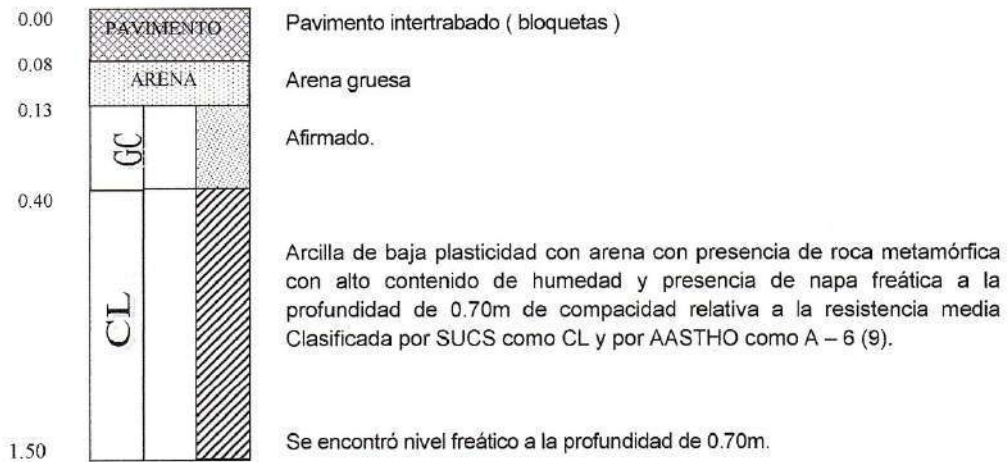 0.00 PAVIMENTO Pavimento intertrabado ( bloquetas )
0.08
ARENA Arena gruesa
0.13
GC Afirmado.
0.40
Arcilla de baja plasticidad con arena con presencia de roca metamórfica
con alto contenido de humedad y presencia de napa freática a la
profundidad de 0.70m de compacidad relativa a la resistencia media
Clasificada por SUCS como CL y por AASTHO como A – 6 (9).
CL
1.50 Se encontró nivel freático a la profundidad de 0.70m.